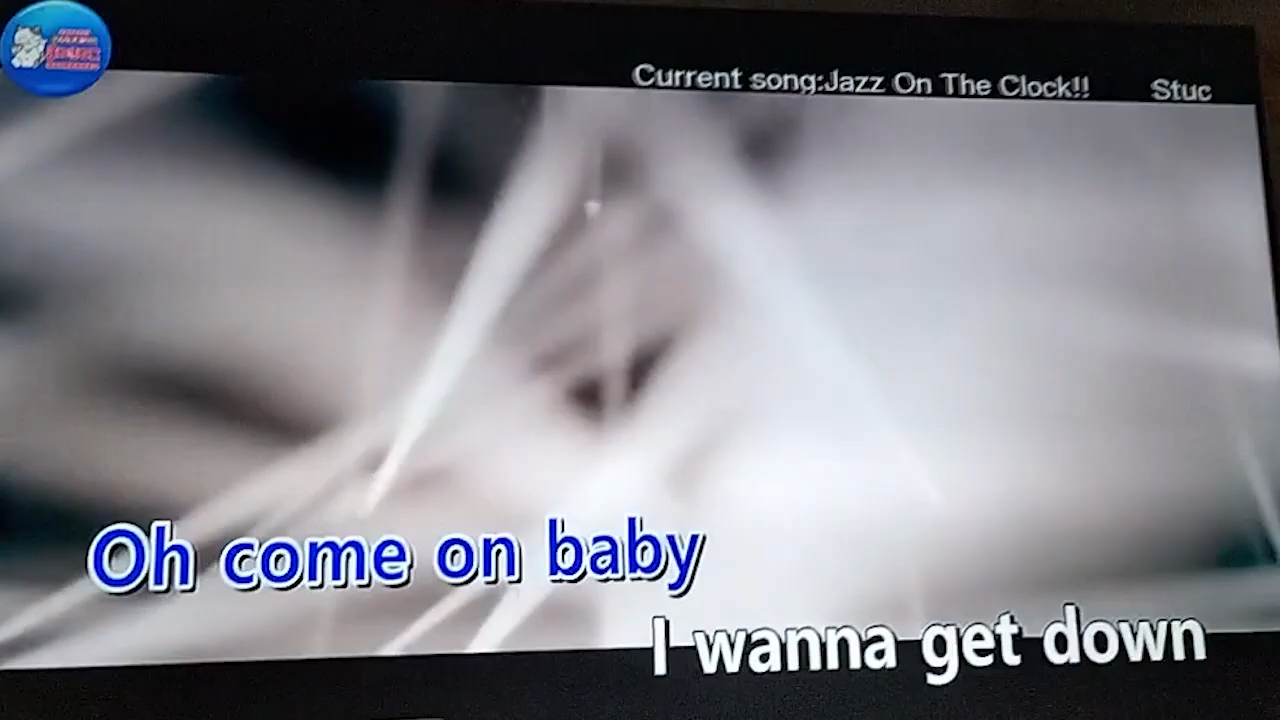 Current song:Jazz On The Clock!! Stuc
Oh come on baby
I wanna get down